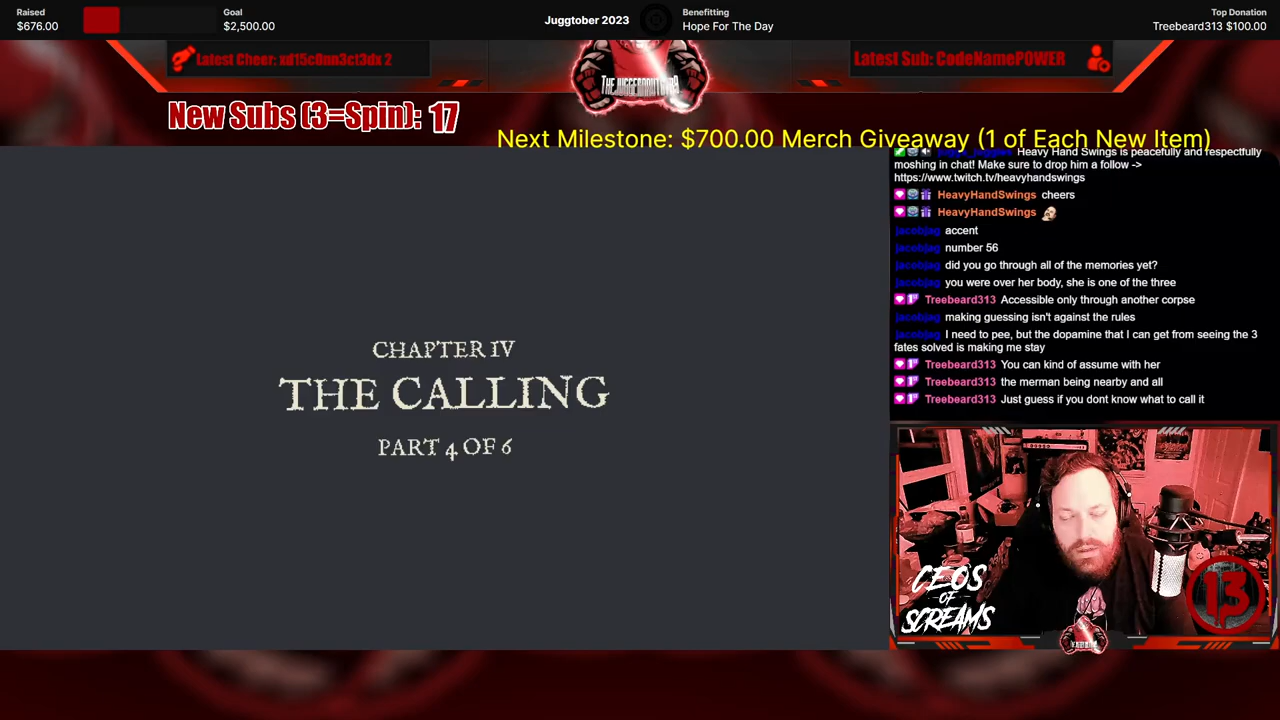 Raised
$676.00
Goal
$2,500.00
Juggtober 2023
Benefitting
Hope For The Day
Top Donation
Treebeard313 $100.00
Latest Cheer: xd15c0nn3ct3dx 2
Latest Sub: CodeNamePOWER
New Subs (3=Spin): 17
Next Milestone: $700.00 Merch Giveaway (1 of Each New Item)
Heavy Hand Swings is peacefully and respectfully
moshing in chat! Make sure to drop him a follow ->
https://www.twitch.tv/heavyhandswings
HeavyHandSwings cheers
HeavyHandSwings
jacobjag accent
jacobjag number 56
jacobjag did you go through all of the memories yet?
jacobjag you were over her body, she is one of the three
Treebeard313 Accessible only through another corpse
jacobjag making guessing isn't against the rules
jacobjag I need to pee, but the dopamine that I can get from seeing the 3
fates solved is making me stay
Treebeard313 You can kind of assume with her
Treebeard313 the merman being nearby and all
Treebeard313 Just guess if you dont know what to call it
CHAPTER IV
THE CALLING
PART 4 OF 6
CEOS
OF
SCREAMS
13